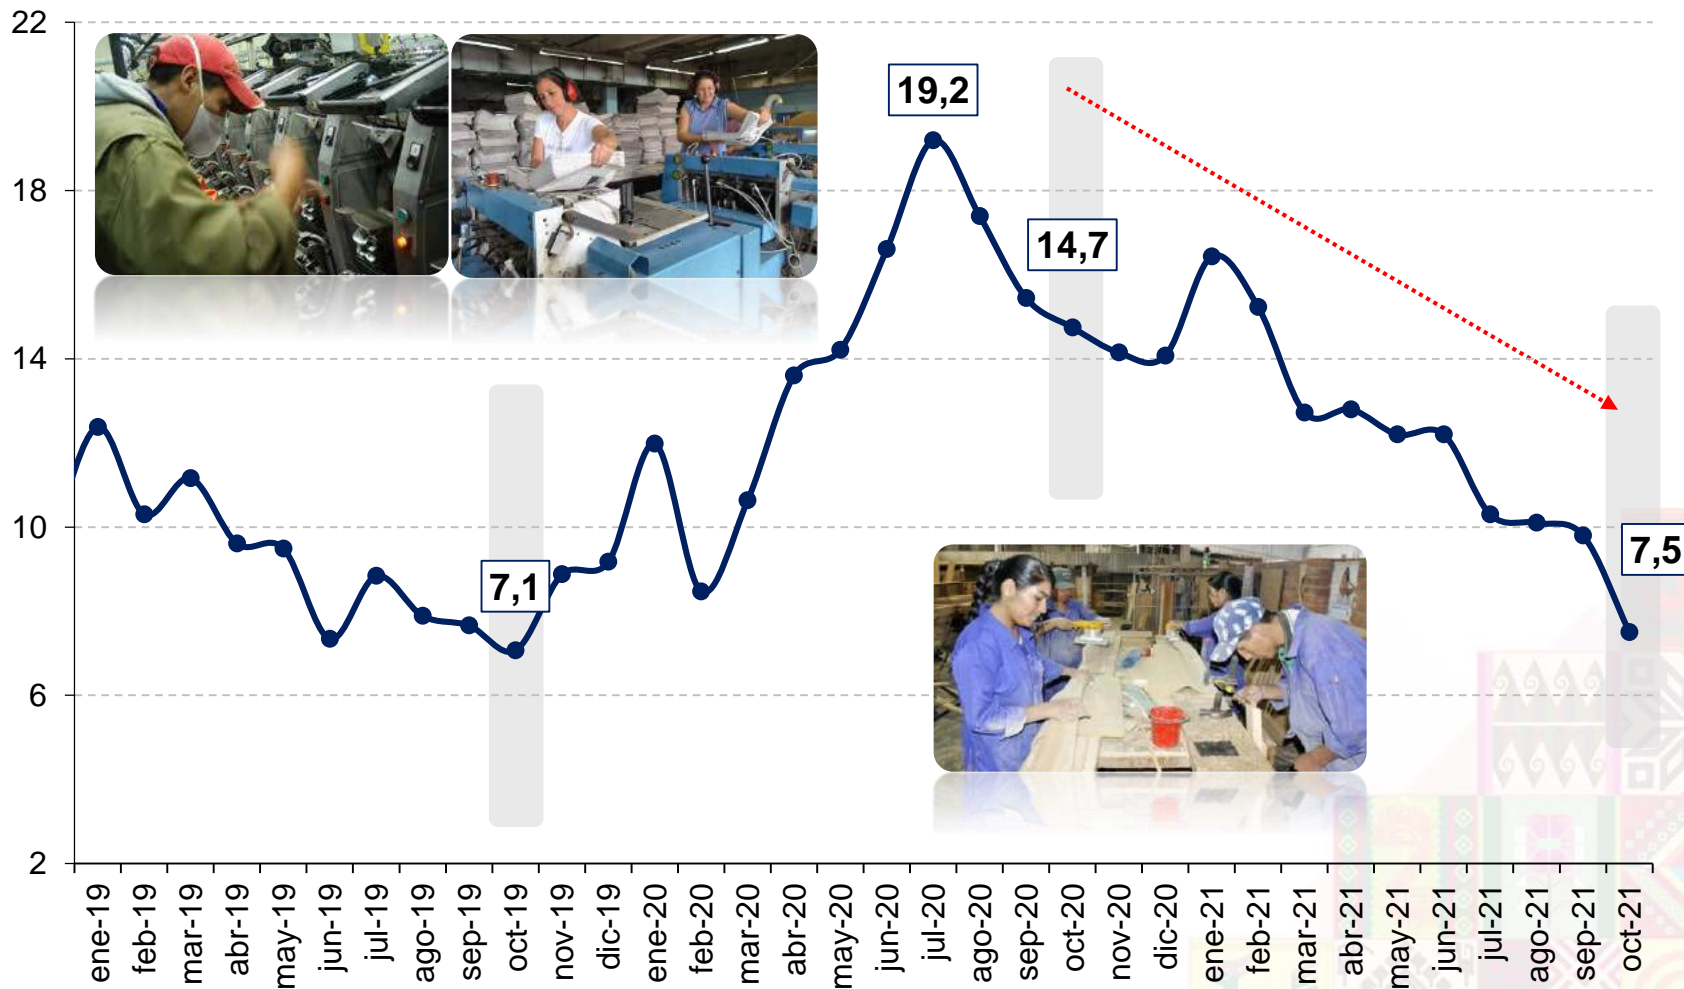 22
18
14
10
6
2
19,2
14,7
7,1
7,5
ene-19
feb-19
mar-19
abr-19
may-19
jun-19
jul-19
ago-19
sep-19
oct-19
nov-19
dic-19
ene-20
feb-20
mar-20
abr-20
may-20
jun-20
jul-20
ago-20
sep-20
oct-20
nov-20
dic-20
ene-21
feb-21
mar-21
abr-21
may-21
jun-21
jul-21
ago-21
sep-21
oct-21